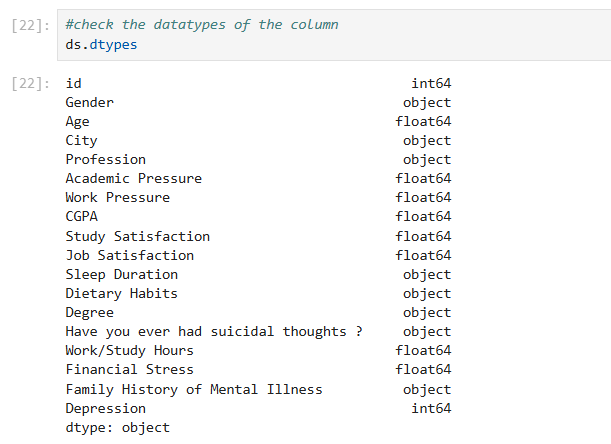 [22]: #check the datatypes of the column
ds.dtypes
[22]: id int64
Gender object
Age float64
City object
Profession object
Academic Pressure float64
Work Pressure float64
CGPA float64
Study Satisfaction float64
Job Satisfaction float64
Sleep Duration object
Dietary Habits object
Degree object
Have you ever had suicidal thoughts ? object
Work/Study Hours float64
Financial Stress float64
Family History of Mental Illness object
Depression int64
dtype: object